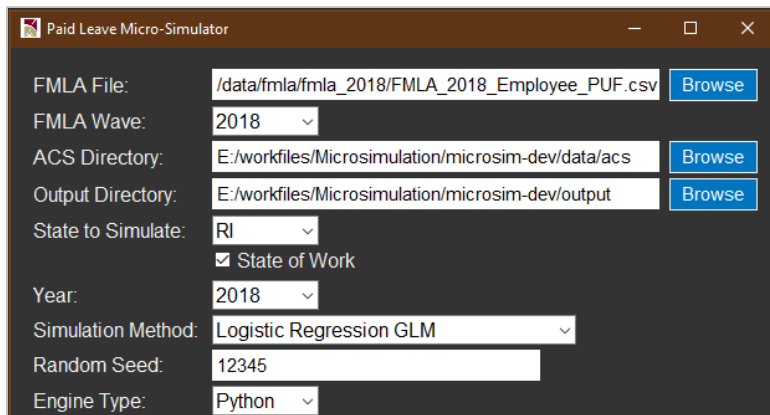 Paid Leave Micro-Simulator
FMLA File: /data/fmla/fmla_2018/FMLA_2018_Employee_PUF.csv Browse
FMLA Wave: 2018
ACS Directory: E:/workfiles/Microsimulation/microsim-dev/data/acs Browse
Output Directory: E:/workfiles/Microsimulation/microsim-dev/output Browse
State to Simulate: RI
State of Work
Year: 2018
Simulation Method: Logistic Regression GLM
Random Seed: 12345
Engine Type: Python